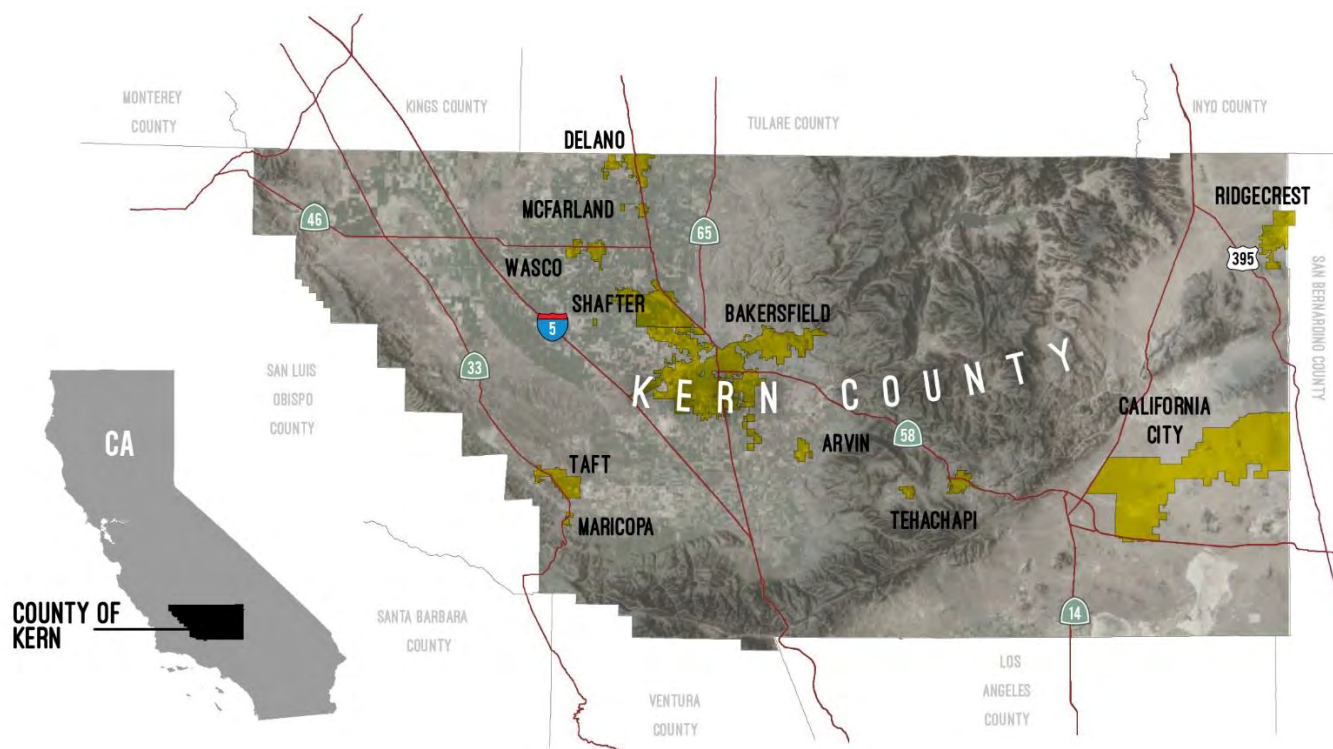 MONTEREY
COUNTY
KINGS COUNTY
TULARE COUNTY
INYO COUNTY
DELANO
RIDGECREST
MCFARLAND
46
65
395
WASCO
SHAFTER
BAKERSFIELD
5
SAN BERNARDINO COUNTY
33
SAN LUIS
OBISPO
COUNTY
KERN COUNTY
CALIFORNIA
CITY
CA
58
ARVIN
TAFT
MARICOPA
TEHACHAPI
COUNTY OF
KERN
SANTA BARBARA
COUNTY
14
VENTURA
COUNTY
LOS
ANGELES
COUNTY